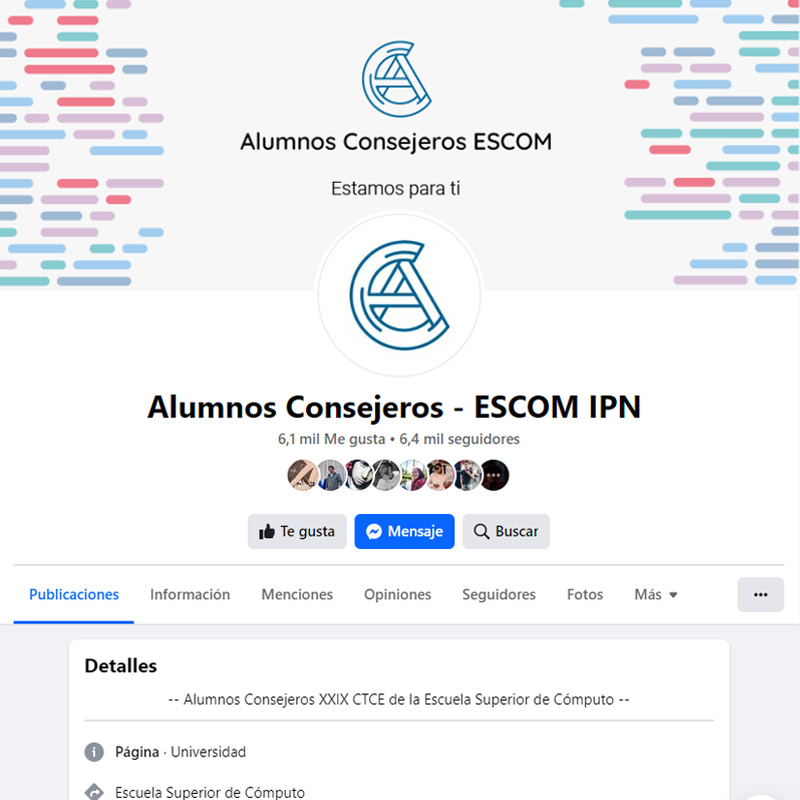 Alumnos Consejeros ESCOM
Estamos para ti
Alumnos Consejeros - ESCOM IPN
6,1 mil Me gusta • 6,4 mil seguidores
Te gusta Mensaje Buscar
Publicaciones Información Menciones Opiniones Seguidores Fotos Más
Detalles
-- Alumnos Consejeros XXIX CTCE de la Escuela Superior de Cómputo --
Página · Universidad
Escuela Superior de Cómputo